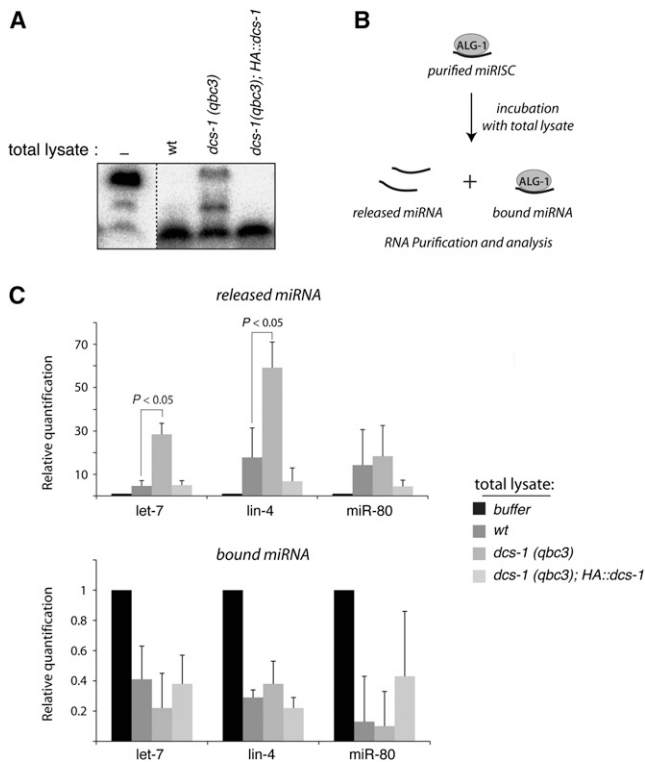 A
total lysate :
–
wt
dcs-1 (qbc3)
dcs-1(qbc3); HA::dcs-1
B
ALG-1
purified miRISC
incubation
with total lysate
+
ALG-1
released miRNA
bound miRNA
RNA Purification and analysis
C
released miRNA
Relative quantification
70
50
30
10
P < 0.05
P < 0.05
let-7
lin-4
miR-80
bound miRNA
Relative quantification
1
0.8
0.6
0.4
0.2
let-7
lin-4
miR-80
total lysate:
buffer
wt
dcs-1 (qbc3)
dcs-1 (qbc3); HA::dcs-1